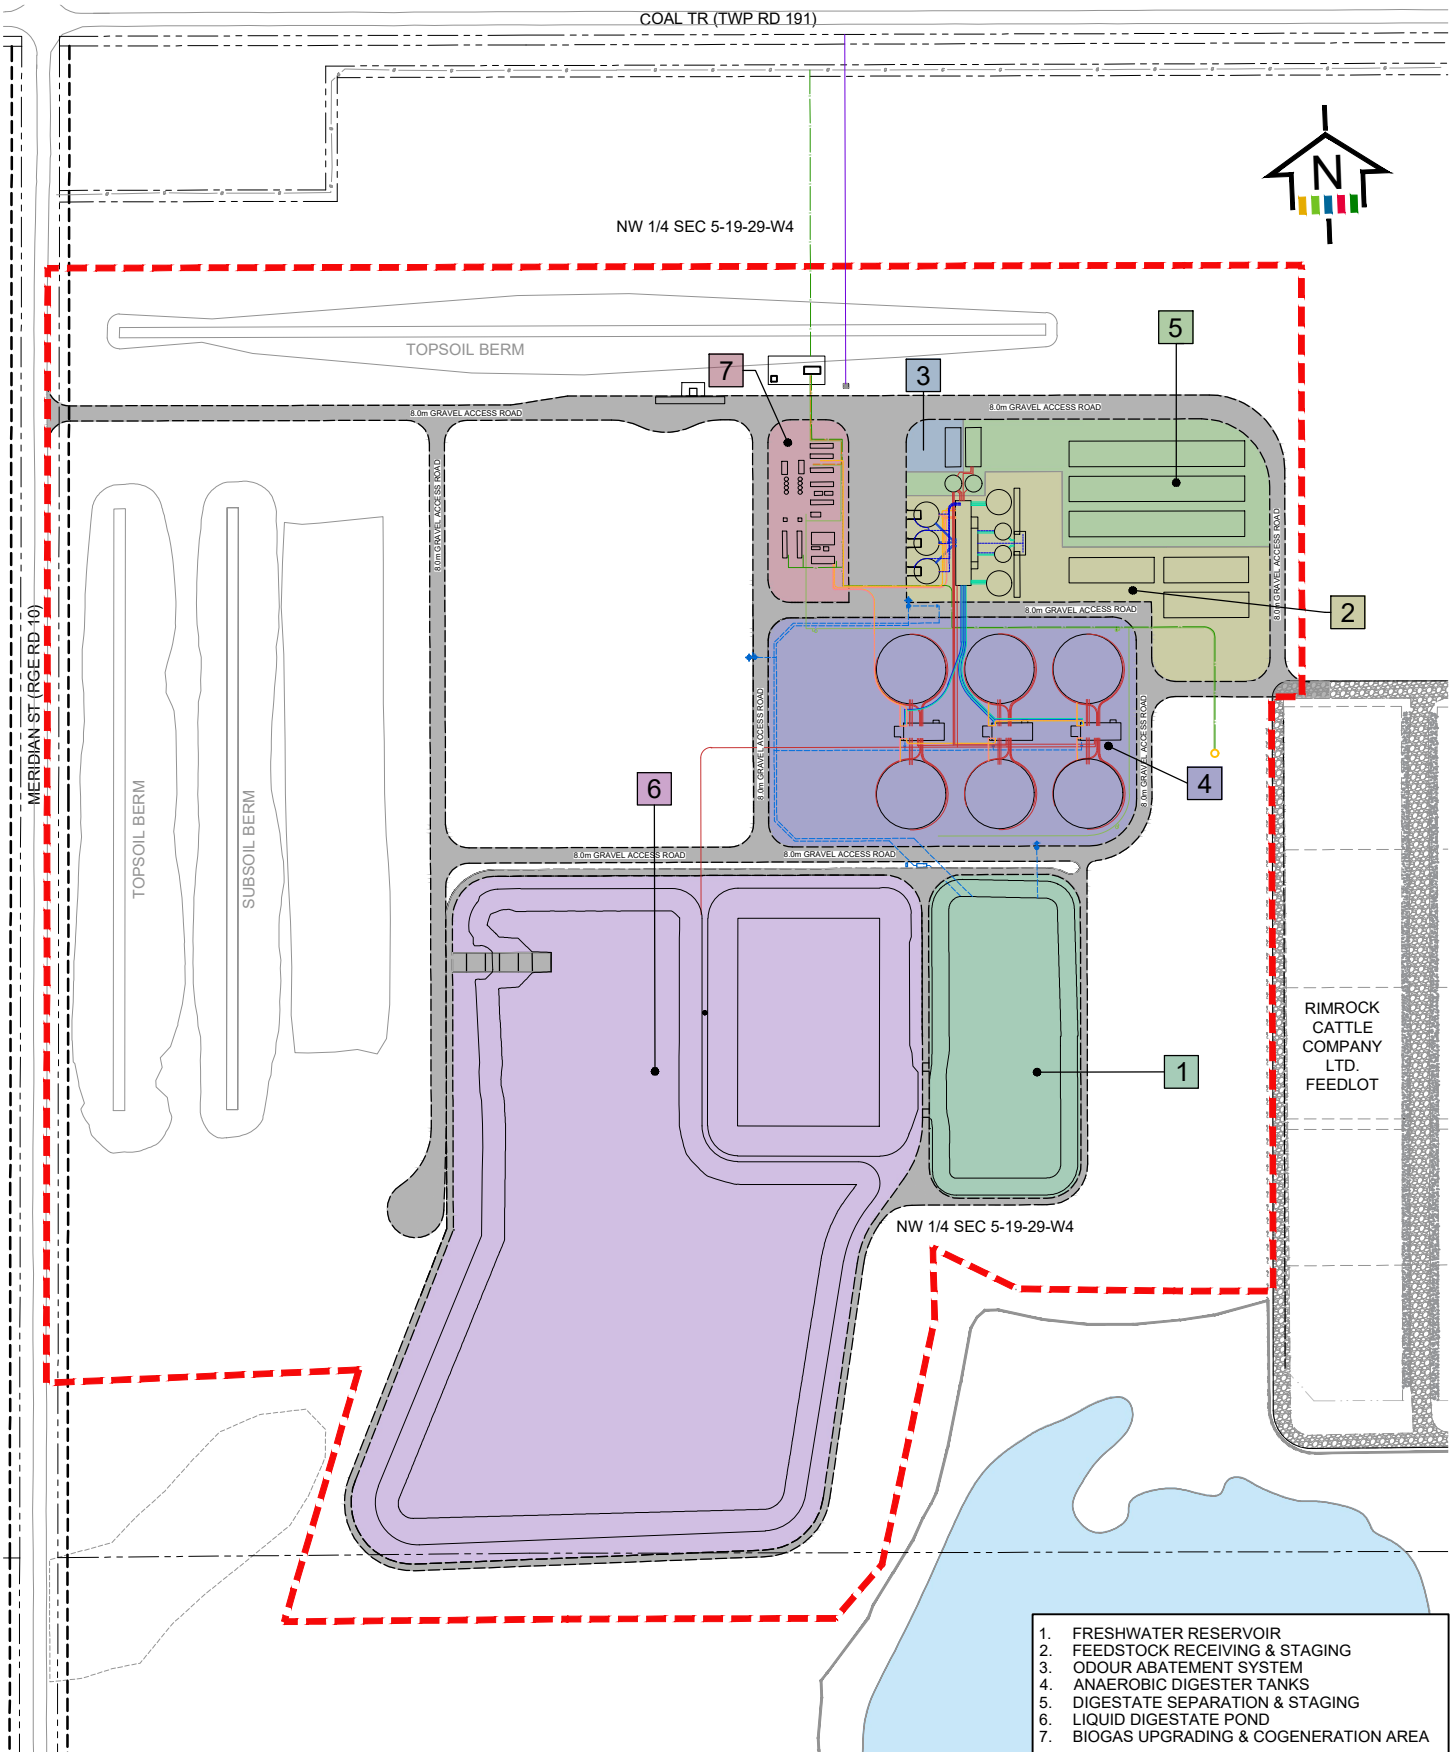 COAL TR (TWP RD 191)
N
NW 1/4 SEC 5-19-29-W4
TOPSOIL BERM
5
7
3
8.0m GRAVEL ACCESS ROAD
8.0m GRAVEL ACCESS ROAD
8.0m GRAVEL ACCESS ROAD
8.0m GRAVEL ACCESS ROAD
2
8.0m GRAVEL ACCESS ROAD
MERIDIAN ST (RGE RD 10)
TOPSOIL BERM
SUBSOIL BERM
8.0m GRAVEL ACCESS ROAD
8.0m GRAVEL ACCESS ROAD
6
4
8.0m GRAVEL ACCESS ROAD
8.0m GRAVEL ACCESS ROAD
RIMROCK
CATTLE
COMPANY
LTD.
FEEDLOT
1
NW 1/4 SEC 5-19-29-W4
1. FRESHWATER RESERVOIR
2. FEEDSTOCK RECEIVING & STAGING
3. ODOUR ABATEMENT SYSTEM
4. ANAEROBIC DIGESTER TANKS
5. DIGESTATE SEPARATION & STAGING
6. LIQUID DIGESTATE POND
7. BIOGAS UPGRADING & COGENERATION AREA